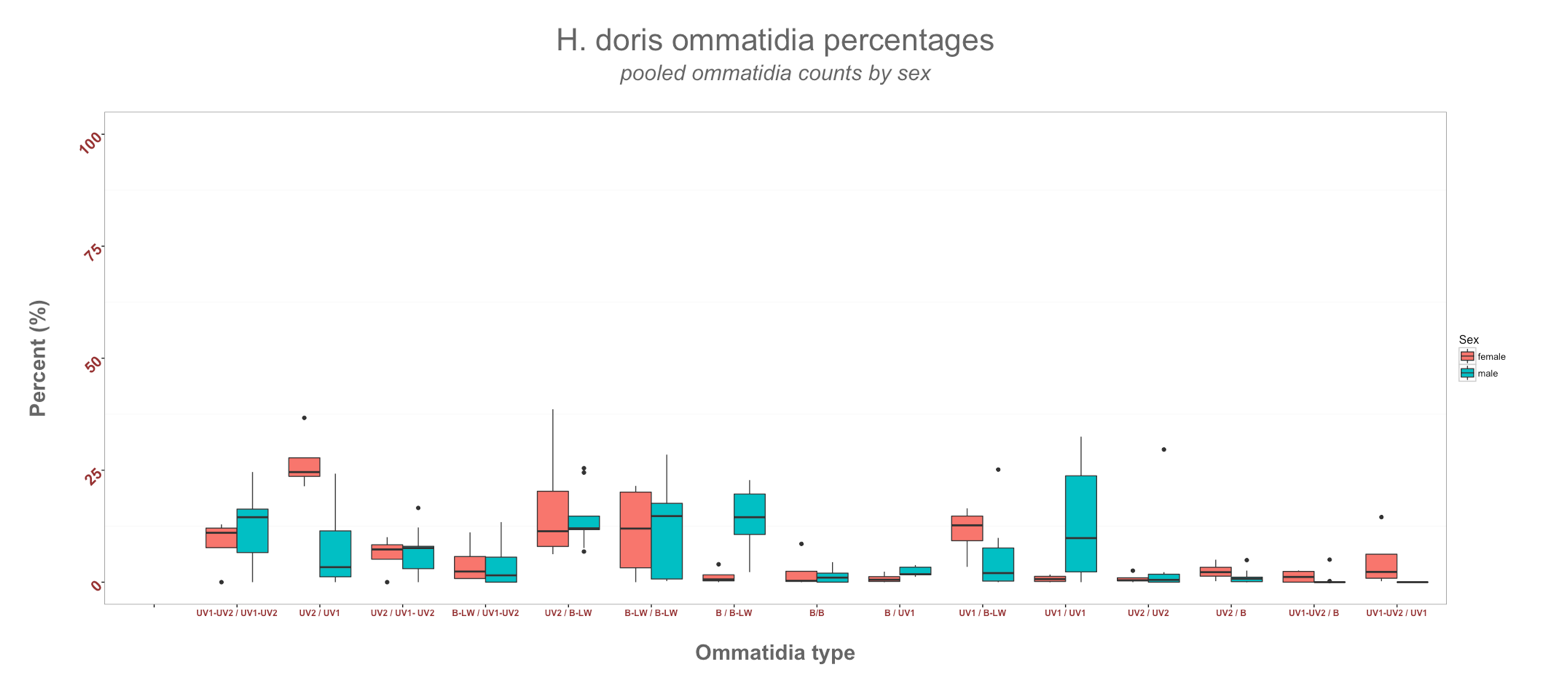 H. doris ommatidia percentages
pooled ommatidia counts by sex
Percent (%)
100
75
50
25
0
UV1-UV2 / UV1-UV2
UV2 / UV1
UV2 / UV1- UV2
B-LW / UV1-UV2
UV2 / B-LW
B-LW / B-LW
B / B-LW
B/B
B / UV1
UV1 / B-LW
UV1 / UV1
UV2 / UV2
UV2 / B
UV1-UV2 / B
UV1-UV2 / UV1
Ommatidia type
Sex
female
male